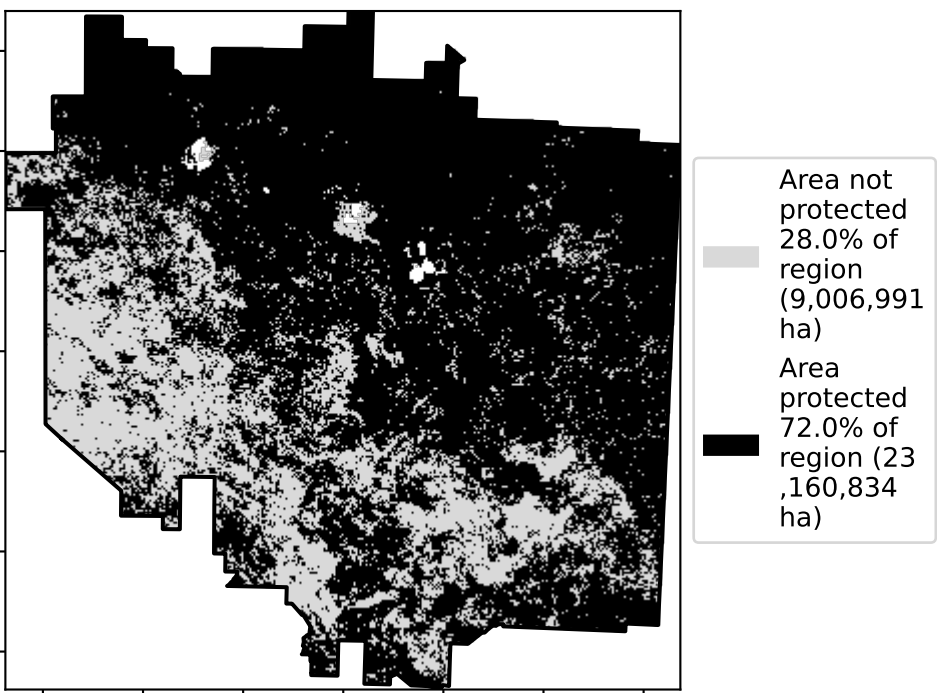 Area not
protected
28.0% of
region
(9,006,991
ha)
Area
protected
72.0% of
region (23
,160,834
ha)